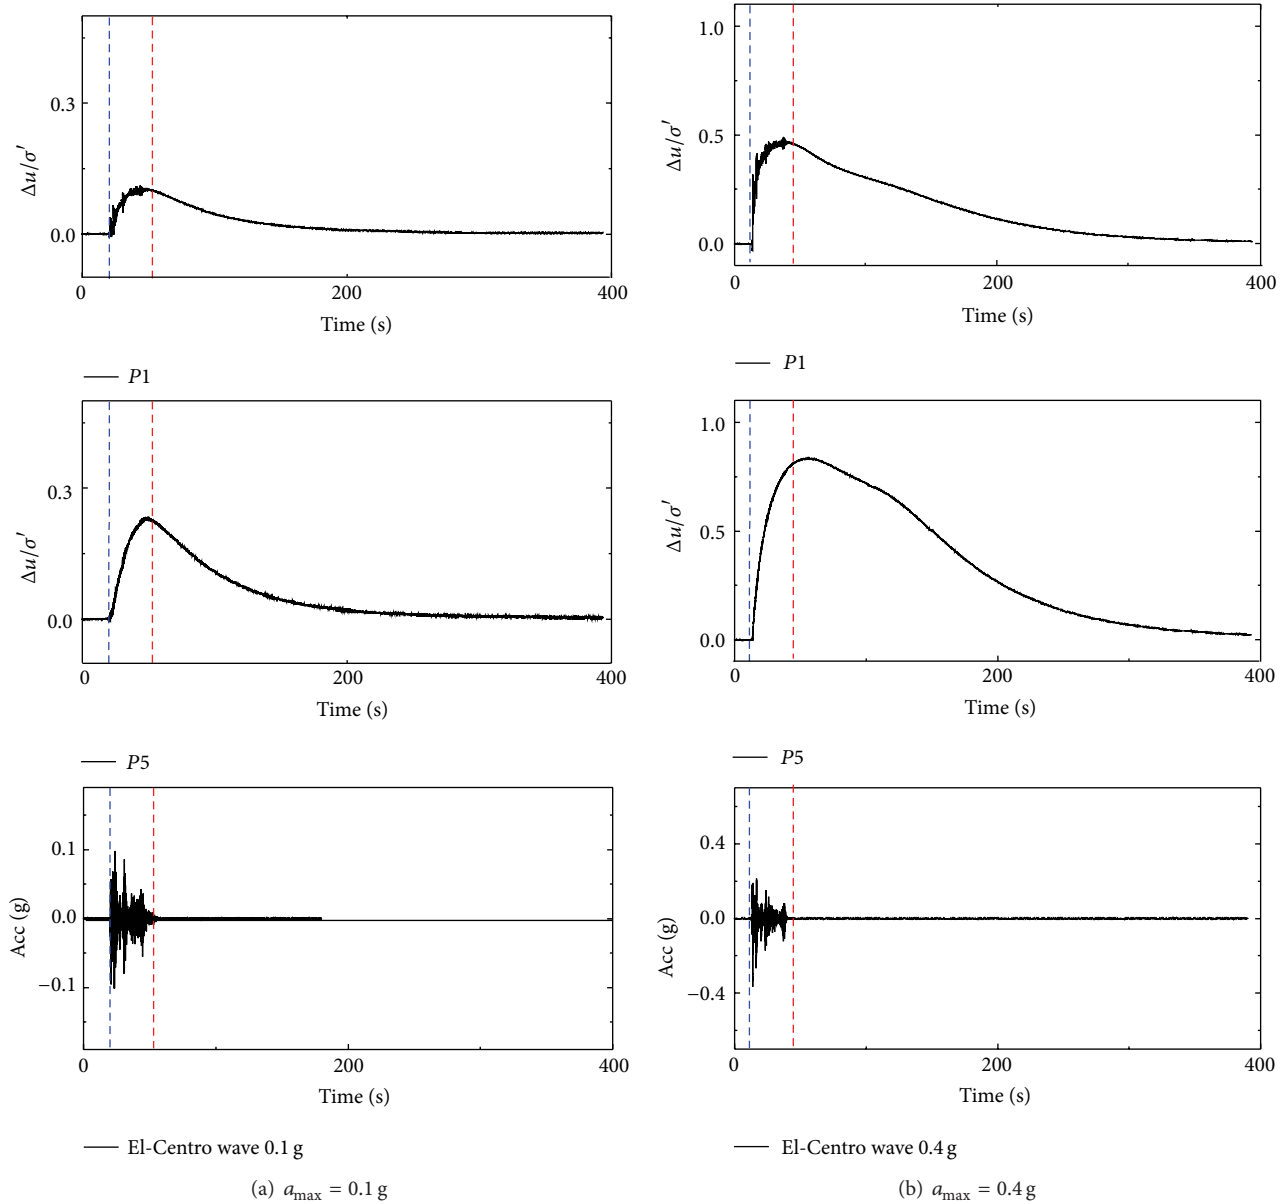 0.3
0.0
Δu/σ′
0 200 400
Time (s)
P1
0.3
0.0
Δu/σ′
0 200 400
Time (s)
P5
0.1
0.0
−0.1
Acc (g)
0 200 400
Time (s)
El-Centro wave 0.1 g
(a) a_max = 0.1 g
1.0
0.5
0.0
Δu/σ′
0 200 400
Time (s)
P1
1.0
0.5
0.0
Δu/σ′
0 200 400
Time (s)
P5
0.4
0.0
−0.4
Acc (g)
0 200 400
Time (s)
El-Centro wave 0.4 g
(b) a_max = 0.4 g